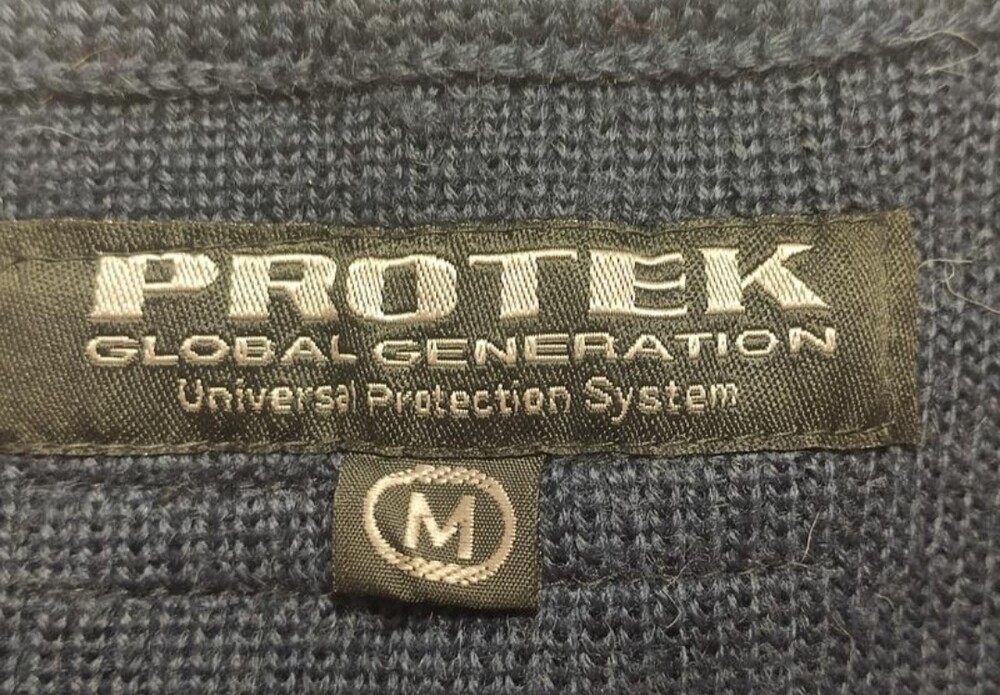 PROTEK
GLOBAL GENERATION
Universal Protection System
M